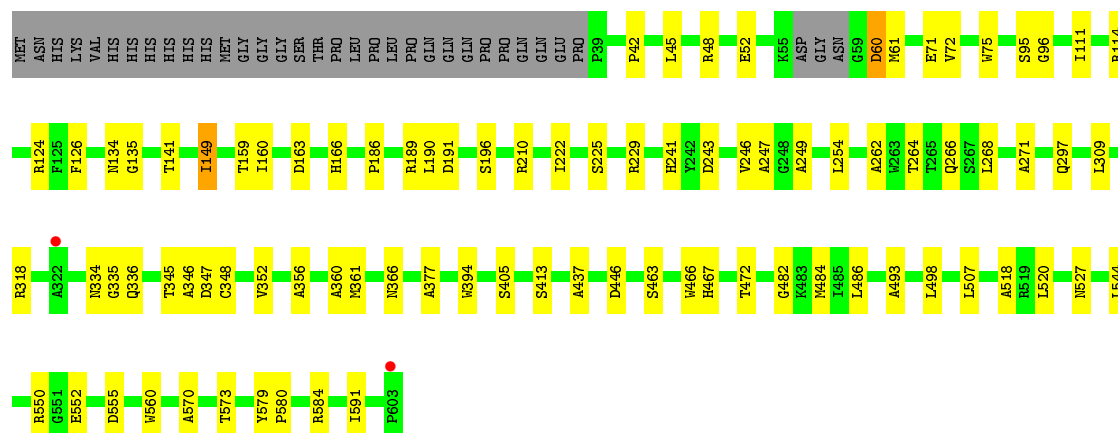 MET ASN HIS LYS VAL HIS HIS HIS HIS HIS HIS MET GLY GLY GLY SER THR PRO LEU PRO LEU PRO GLN GLN GLN PRO PRO GLN GLN GLU PRO P39 P42 L45 R48 E52 K55 ASP GLY ASN G59 D60 M61 E71 V72 W75 S95 G96 I111
R124 F125 F126 N134 G135 T141 I149 T159 I160 D163 H166 P186 R189 L190 D191 S196 R210 I222 S225 R229 H241 Y242 D243 V246 A247 G248 A249 L254 A262 W263 T264 T265 Q266 S267 L268 A271 Q297 L309
R318 A322 N334 G335 Q336 T345 A346 D347 C348 V352 A356 A360 M361 N366 A377 W394 S405 S413 A437 D446 S463 W466 H467 T472 G482 K483 M484 I485 L486 A493 L498 L507 A518 R519 L520 N527 L544
R550 G551 E552 D555 W560 A570 T573 Y579 P580 R584 I591 P603